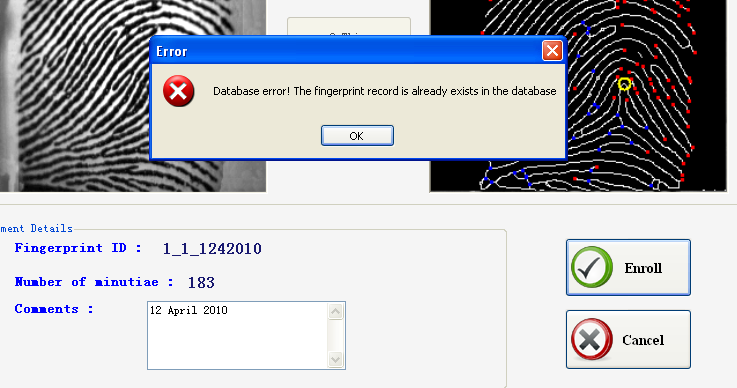 Error
Database error! The fingerprint record is already exists in the database
OK
ment Details
Fingerprint ID : 1_1_1242010
Number of minutiae : 183
Comments : 12 April 2010
Enroll
Cancel